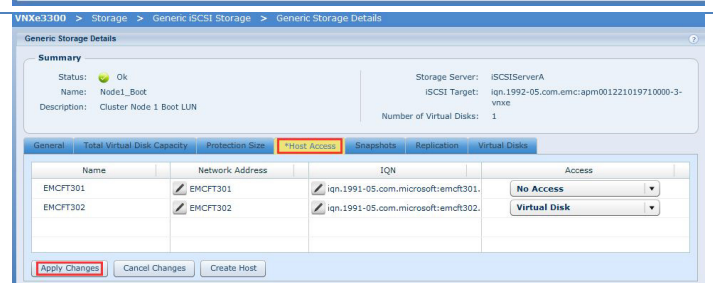 VNXe3300 > Storage > Generic iSCSI Storage > Generic Storage Details
Generic Storage Details
Summary
Status: Ok
Name: Node1_Boot
Description: Cluster Node 1 Boot LUN
Storage Server: iSCSIServerA
iSCSI Target: iqn.1992-05.com.emc:apm001221019710000-3-
vnxe
Number of Virtual Disks: 1
General Total Virtual Disk Capacity Protection Size *Host Access Snapshots Replication Virtual Disks
Name Network Address IQN Access
EMCFT301 EMCFT301 iqn.1991-05.com.microsoft:emcft301. No Access
EMCFT302 EMCFT302 iqn.1991-05.com.microsoft:emcft302. Virtual Disk
Apply Changes Cancel Changes Create Host